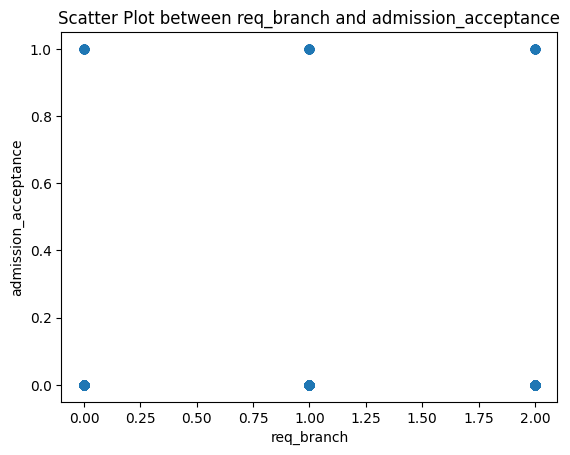 Scatter Plot between req_branch and admission_acceptance
1.0
0.8
0.6
0.4
0.2
0.0
admission_acceptance
0.00 0.25 0.50 0.75 1.00 1.25 1.50 1.75 2.00
req_branch